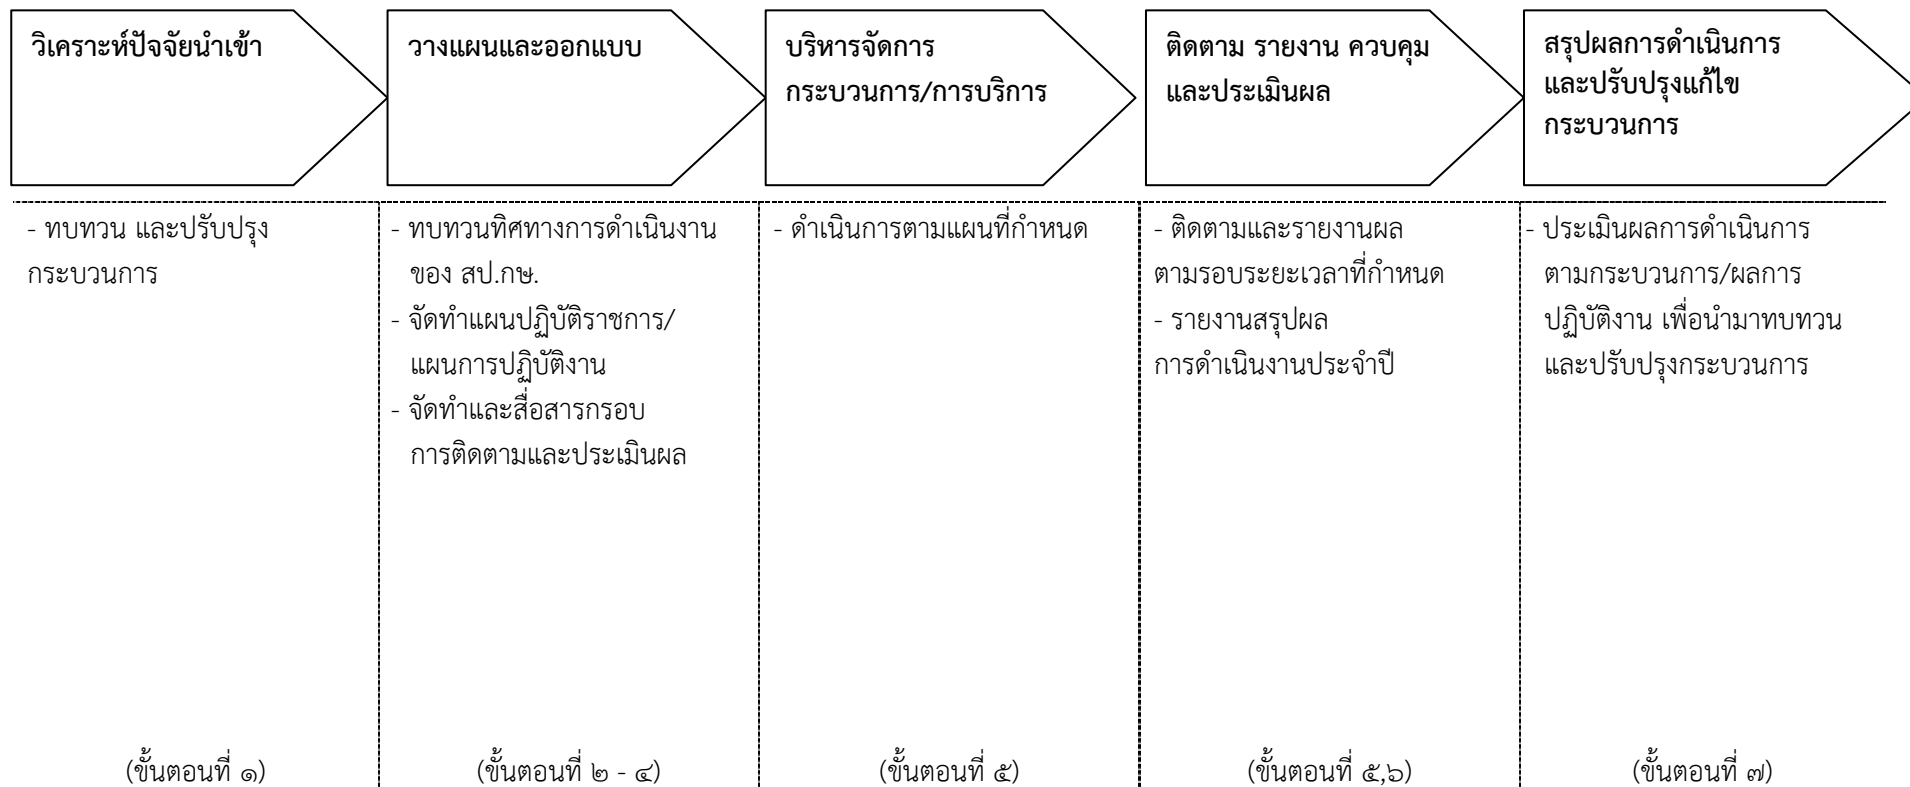 วิเคราะห์ปัจจัยนำเข้า
วางแผนและออกแบบ
บริหารจัดการ
กระบวนการ/การบริการ
ติดตาม รายงาน ควบคุม
และประเมินผล
สรุปผลการดำเนินการ
และปรับปรุงแก้ไข
กระบวนการ
- ทบทวน และปรับปรุง
กระบวนการ
(ขั้นตอนที่ ๑)
- ทบทวนทิศทางการดำเนินงาน
ของ สป.กษ.
- จัดทำแผนปฏิบัติราชการ/
แผนการปฏิบัติงาน
- จัดทำและสื่อสารกรอบ
การติดตามและประเมินผล
(ขั้นตอนที่ ๒ - ๔)
- ดำเนินการตามแผนที่กำหนด
(ขั้นตอนที่ ๕)
- ติดตามและรายงานผล
ตามรอบระยะเวลาที่กำหนด
- รายงานสรุปผล
การดำเนินงานประจำปี
(ขั้นตอนที่ ๕,๖)
- ประเมินผลการดำเนินการ
ตามกระบวนการ/ผลการ
ปฏิบัติงาน เพื่อนำมาทบทวน
และปรับปรุงกระบวนการ
(ขั้นตอนที่ ๗)